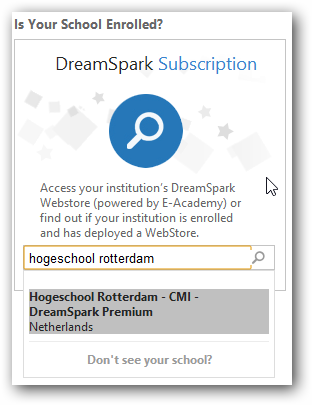 Is Your School Enrolled?
DreamSpark Subscription
Access your institution's DreamSpark
Webstore (powered by E-Academy) or
find out if your institution is enrolled
and has deployed a WebStore.
hogeschool rotterdam
Hogeschool Rotterdam - CMI -
DreamSpark Premium
Netherlands
Don't see your school?